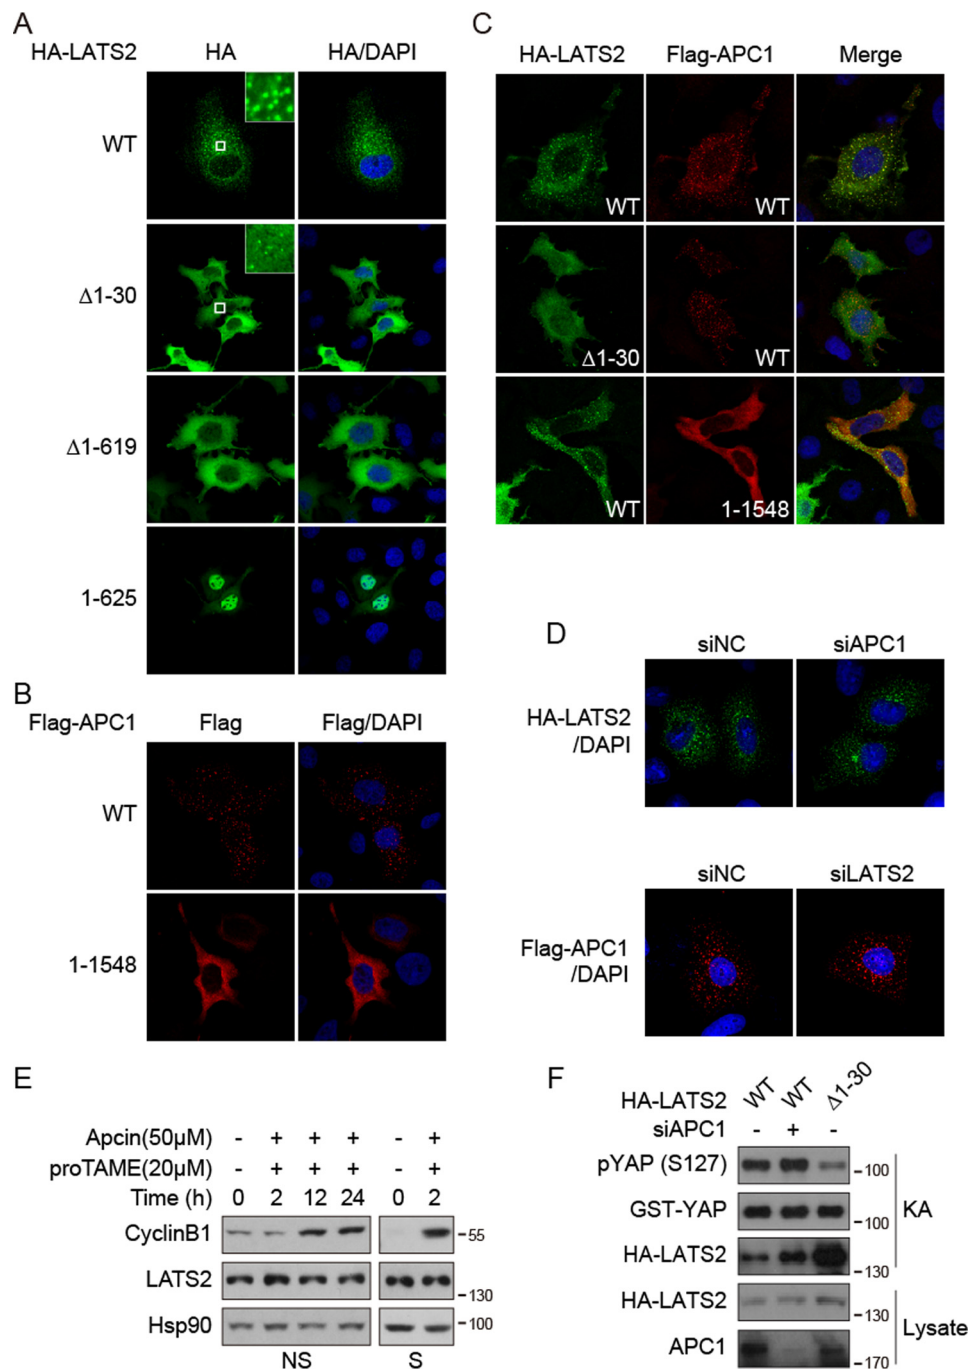 A
HA-LATS2 HA HA/DAPI
WT
Δ1-30
Δ1-619
1-625
B
Flag-APC1 Flag Flag/DAPI
WT
1-1548
C
HA-LATS2 Flag-APC1 Merge
WT WT
Δ1-30 WT
WT 1-1548
D
siNC siAPC1
HA-LATS2
/DAPI
siNC siLATS2
Flag-APC1
/DAPI
E
Apcin(50μM) - + + + - +
proTAME(20μM) - + + + - +
Time (h) 0 2 12 24 0 2
CyclinB1 -55
LATS2 -130
Hsp90 -100
NS S
F
HA-LATS2 WT WT Δ1-30
siAPC1 - + -
pYAP (S127) -100
GST-YAP -100
KA
HA-LATS2 -130
HA-LATS2 -130
Lysate
APC1 -170